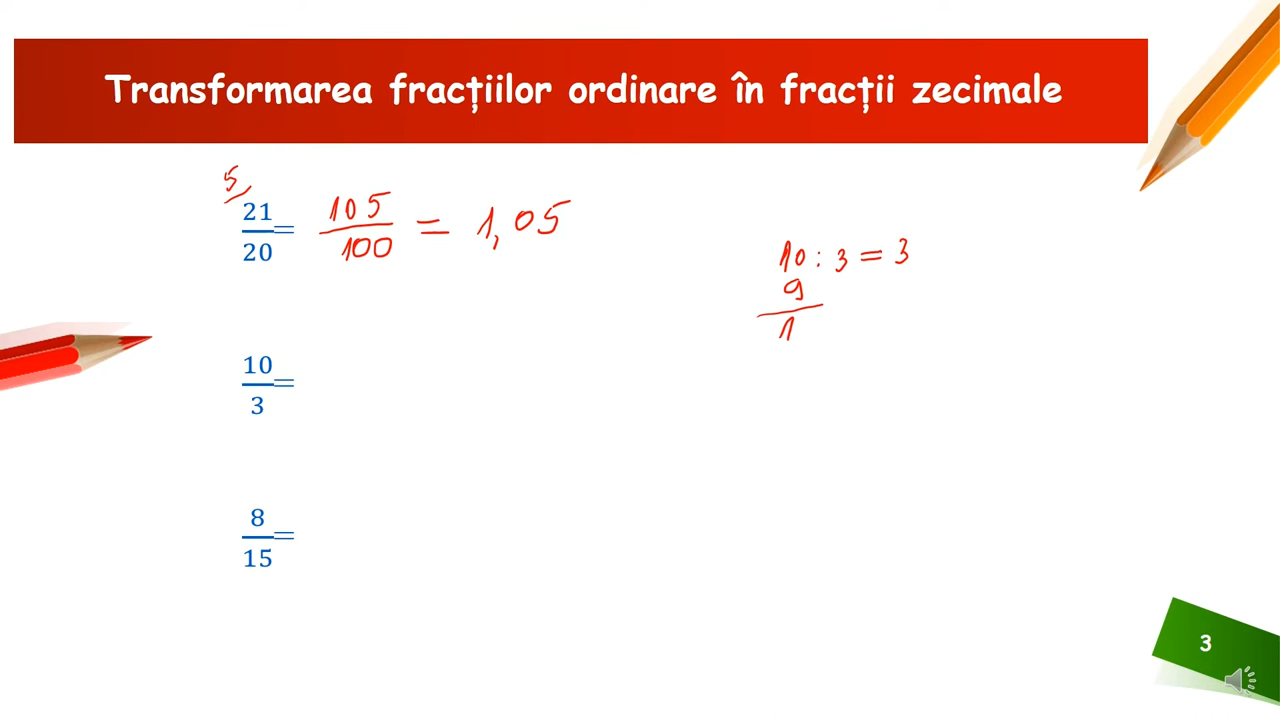 Transformarea fracțiilor ordinare în fracții zecimale
5
21/20 = 105/100 = 1,05
10 : 3 = 3
9
1
10/3 =
8/15 =
3